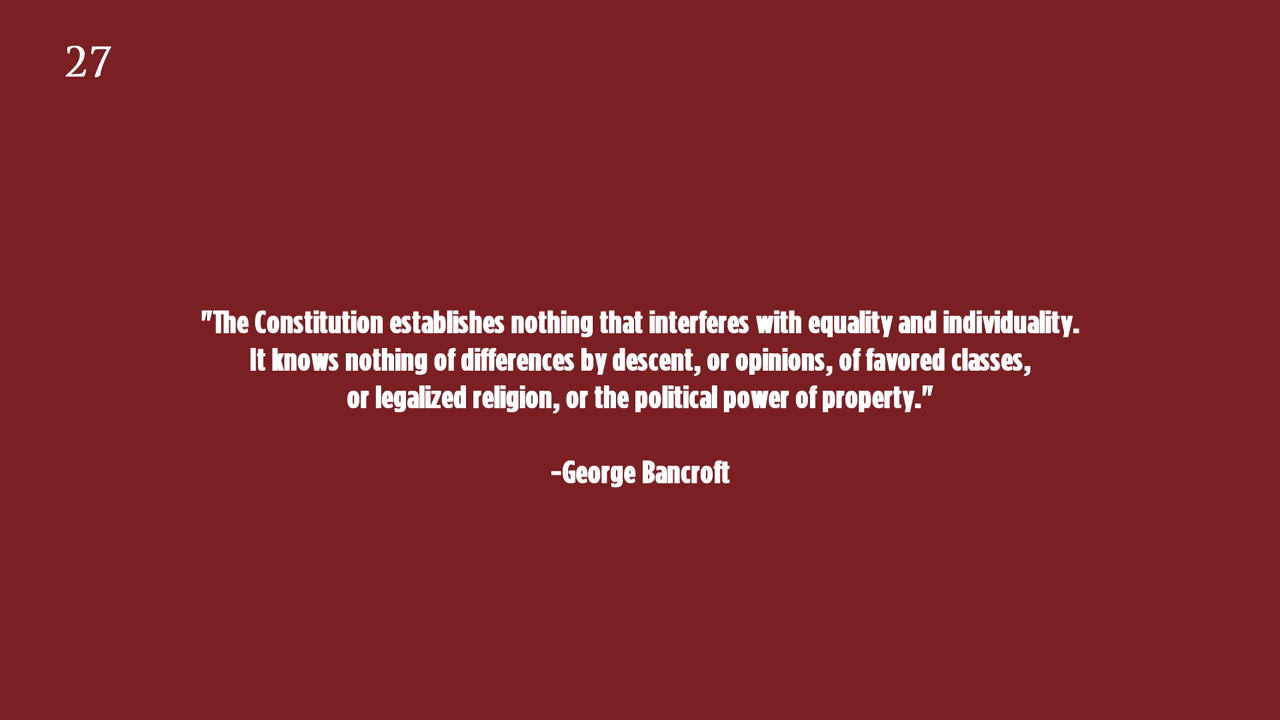 27
"The Constitution establishes nothing that interferes with equality and individuality.
It knows nothing of differences by descent, or opinions, of favored classes,
or legalized religion, or the political power of property."
-George Bancroft